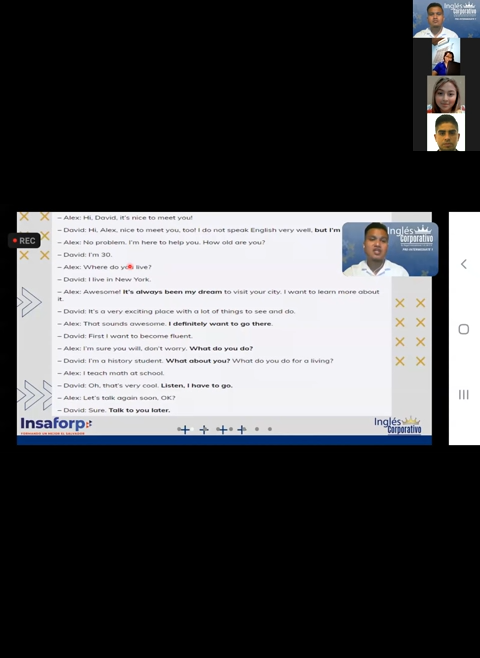 Inglés
Corporativo
REC
– Alex: Hi, David, it's nice to meet you!
– David: Hi, Alex, nice to meet you, too! I do not speak English very well, but I'm
– Alex: No problem. I'm here to help you. How old are you?
– David: I'm 30.
– Alex: Where do you live?
– David: I live in New York.
– Alex: Awesome! It's always been my dream to visit your city. I want to learn more about
it.
– David: It's a very exciting place with a lot of things to see and do.
– Alex: That sounds awesome. I definitely want to go there.
– David: First I want to become fluent.
– Alex: I'm sure you will, don't worry. What do you do?
– David: I'm a history student. What about you? What do you do for a living?
– Alex: I teach math at school.
– David: Oh, that's very cool. Listen, I have to go.
– Alex: Let's talk again soon, OK?
– David: Sure. Talk to you later.
Inglés
Corporativo
Insaforp
Inglés
Corporativo